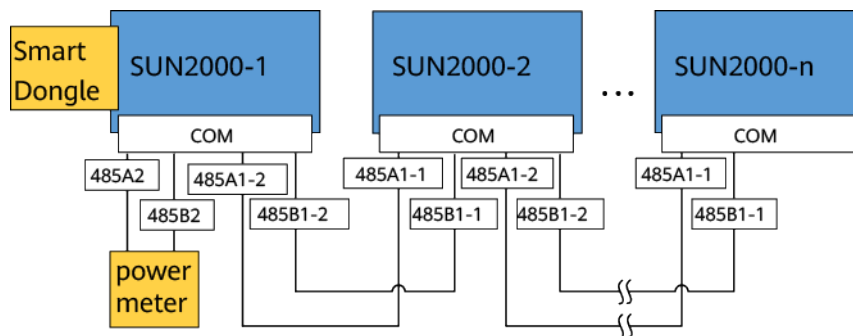 Smart
Dongle
SUN2000-1
SUN2000-2
...
SUN2000-n
COM
COM
COM
485A2
485A1-2
485A1-1
485A1-2
485A1-1
485B2
485B1-2
485B1-1
485B1-2
485B1-1
power
meter